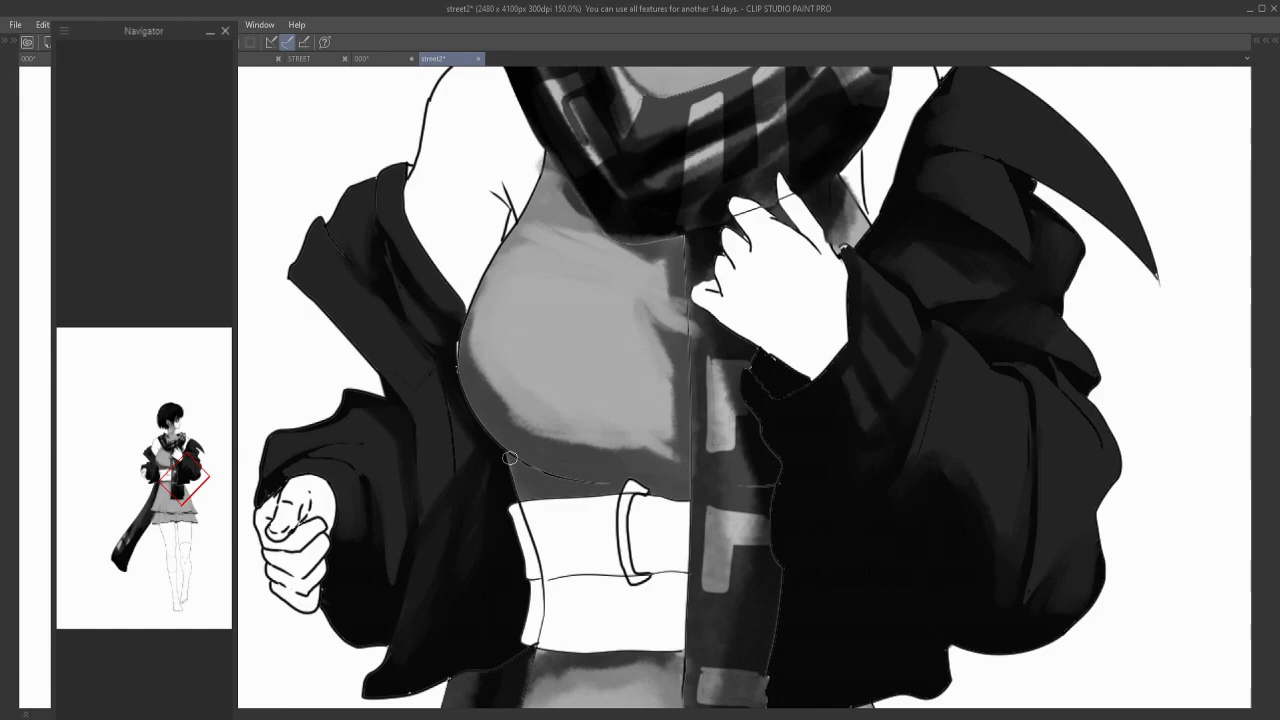 street2* (2480 x 4100px 300dpi 150.0%)  You can use all features for another 14 days. - CLIP STUDIO PAINT PRO
File Edit Window Help
Navigator
000* STREET 000* street2*